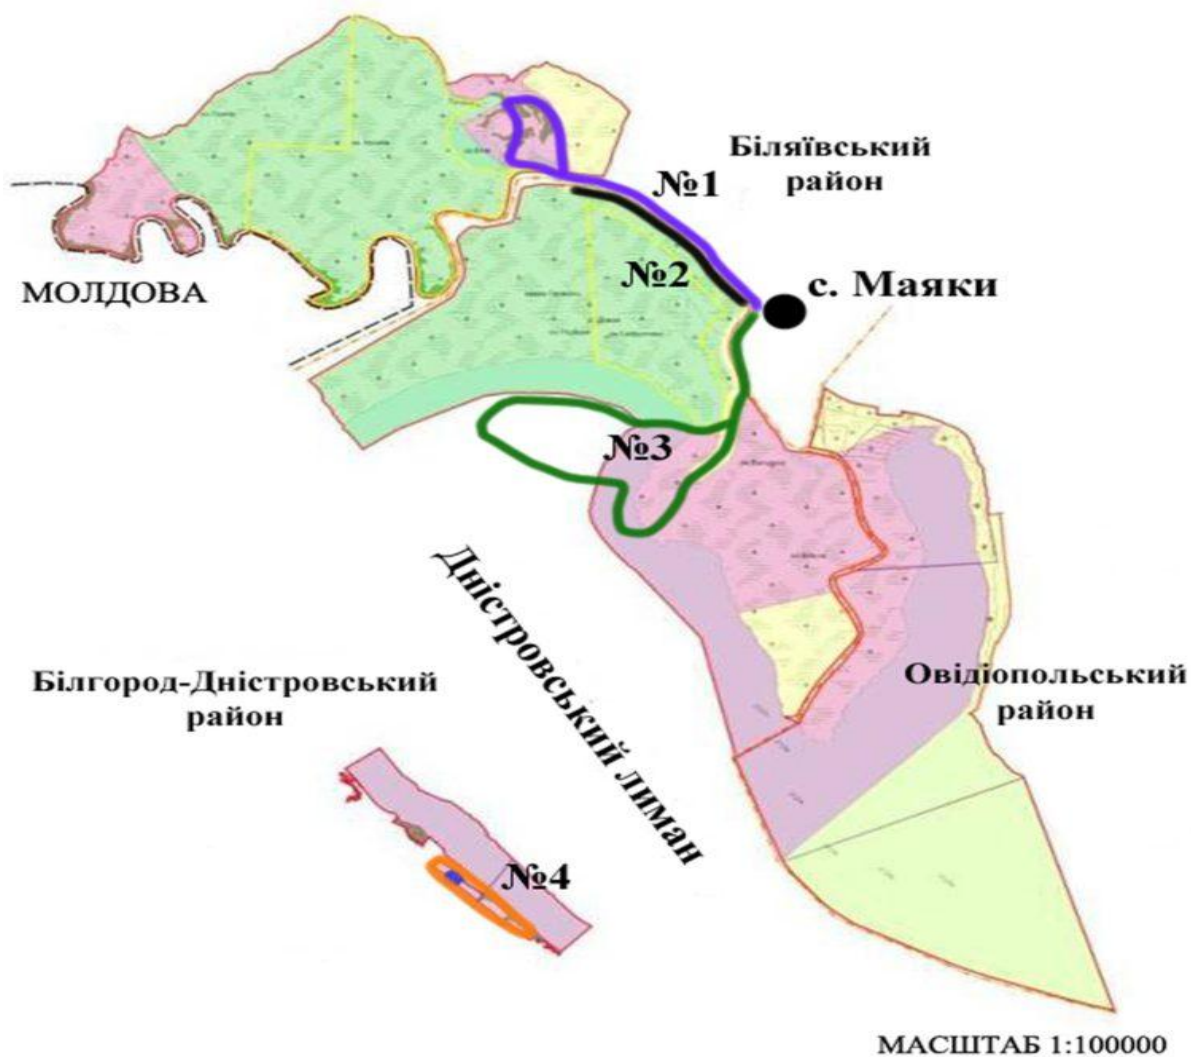 Біляївський
район
№1
№2
с. Маяки
МОЛДОВА
№3
Дністровський лиман
Білгород-Дністровський
район
Овідіопольський
район
№4
МАСШТАБ 1:100000